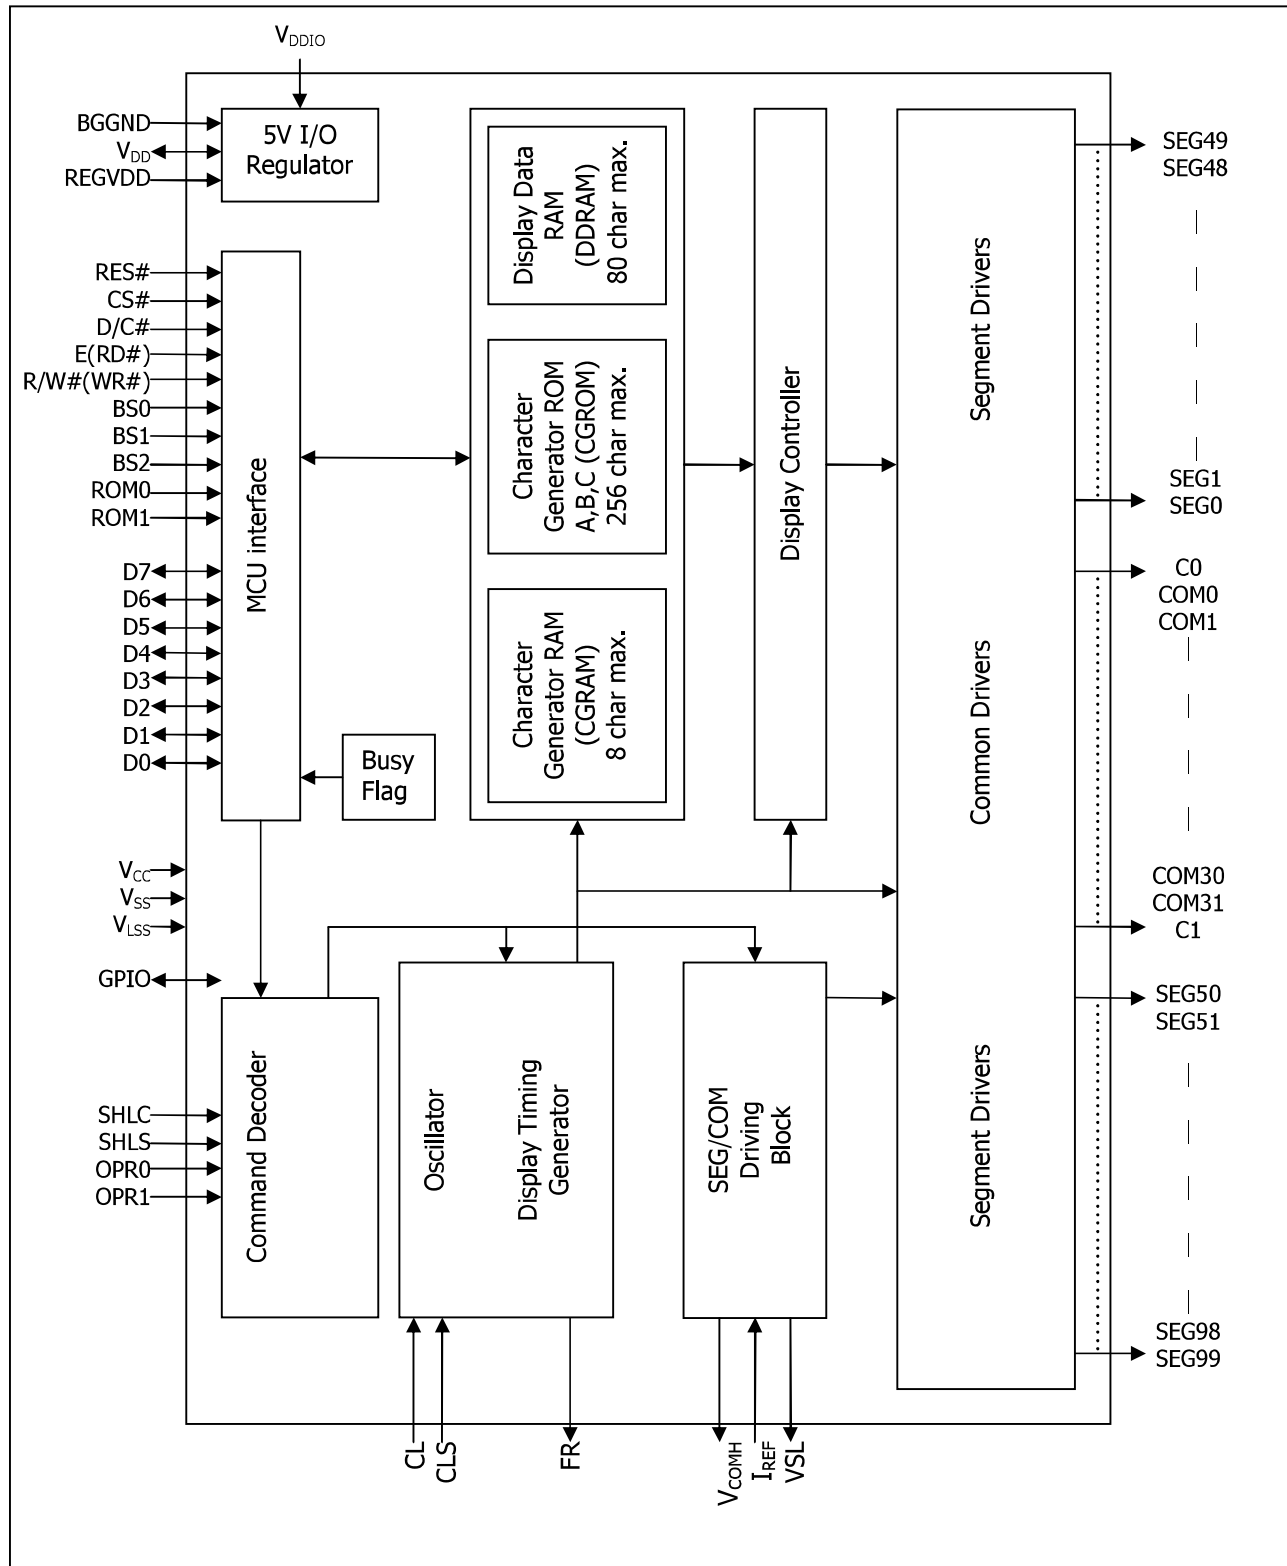 VDDIO
BGGND
VDD
REGVDD
5V I/O
Regulator
RES#
CS#
D/C#
E(RD#)
R/W#(WR#)
BS0
BS1
BS2
ROM0
ROM1
D7
D6
D5
D4
D3
D2
D1
D0
MCU interface
Busy
Flag
VCC
VSS
VLSS
GPIO
SHLC
SHLS
OPR0
OPR1
Command Decoder
Display Data
RAM
(DDRAM)
80 char max.
Character
Generator ROM
A,B,C (CGROM)
256 char max.
Character
Generator RAM
(CGRAM)
8 char max.
Display Controller
Oscillator
Display Timing
Generator
SEG/COM
Driving
Block
Segment Drivers
Common Drivers
Segment Drivers
SEG49
SEG48
SEG1
SEG0
C0
COM0
COM1
COM30
COM31
C1
SEG50
SEG51
SEG98
SEG99
CL
CLS
FR
VCOMH
IREF
VSL